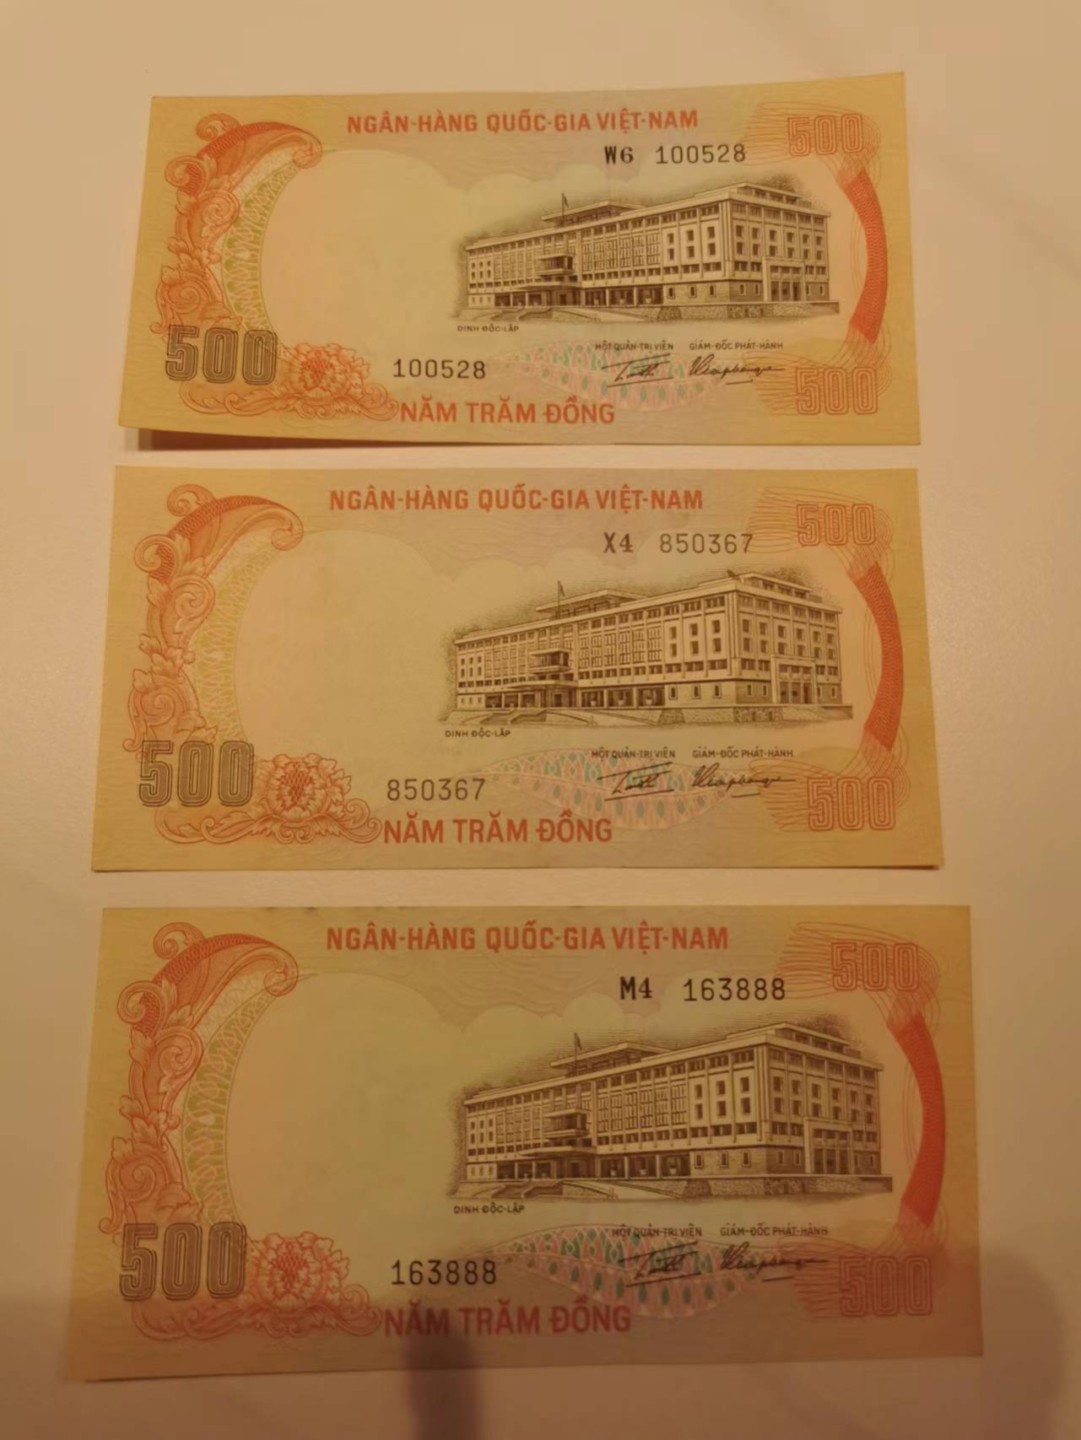 NGÂN-HÀNG QUỐC-GIA VIỆT-NAM
500
W6 100528
DINH ĐỘC-LẬP
500
100528
MỘT QUẢN-TRỊ VIÊN GIÁM-ĐỐC PHÁT-HÀNH
500
NĂM TRĂM ĐỒNG
NGÂN-HÀNG QUỐC-GIA VIỆT-NAM
500
X4 850367
DINH ĐỘC-LẬP
500
850367
MỘT QUẢN-TRỊ VIÊN GIÁM-ĐỐC PHÁT-HÀNH
500
NĂM TRĂM ĐỒNG
NGÂN-HÀNG QUỐC-GIA VIỆT-NAM
500
M4 163888
DINH ĐỘC-LẬP
500
163888
MỘT QUẢN-TRỊ VIÊN GIÁM-ĐỐC PHÁT-HÀNH
500
NĂM TRĂM ĐỒNG